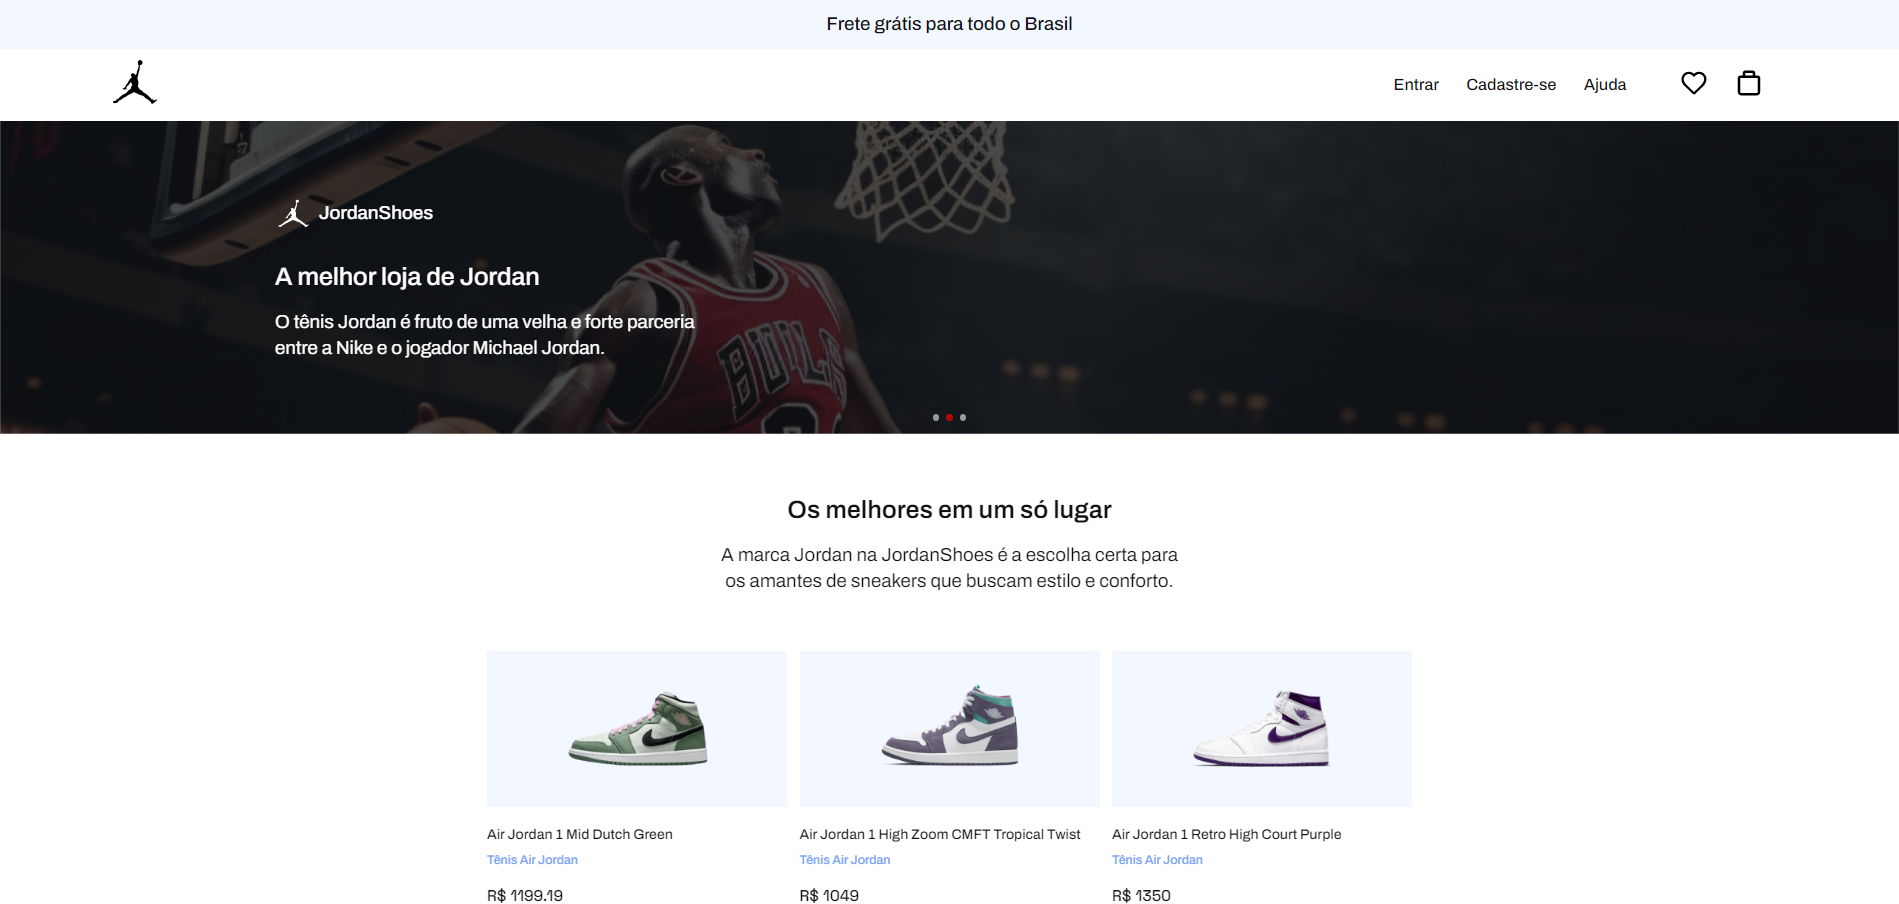 Frete grátis para todo o Brasil
Entrar Cadastre-se Ajuda
JordanShoes
A melhor loja de Jordan
O tênis Jordan é fruto de uma velha e forte parceria
entre a Nike e o jogador Michael Jordan.
BULLS
Os melhores em um só lugar
A marca Jordan na JordanShoes é a escolha certa para
os amantes de sneakers que buscam estilo e conforto.
Air Jordan 1 Mid Dutch Green
Tênis Air Jordan
R$ 1199.19
Air Jordan 1 High Zoom CMFT Tropical Twist
Tênis Air Jordan
R$ 1049
Air Jordan 1 Retro High Court Purple
Tênis Air Jordan
R$ 1350